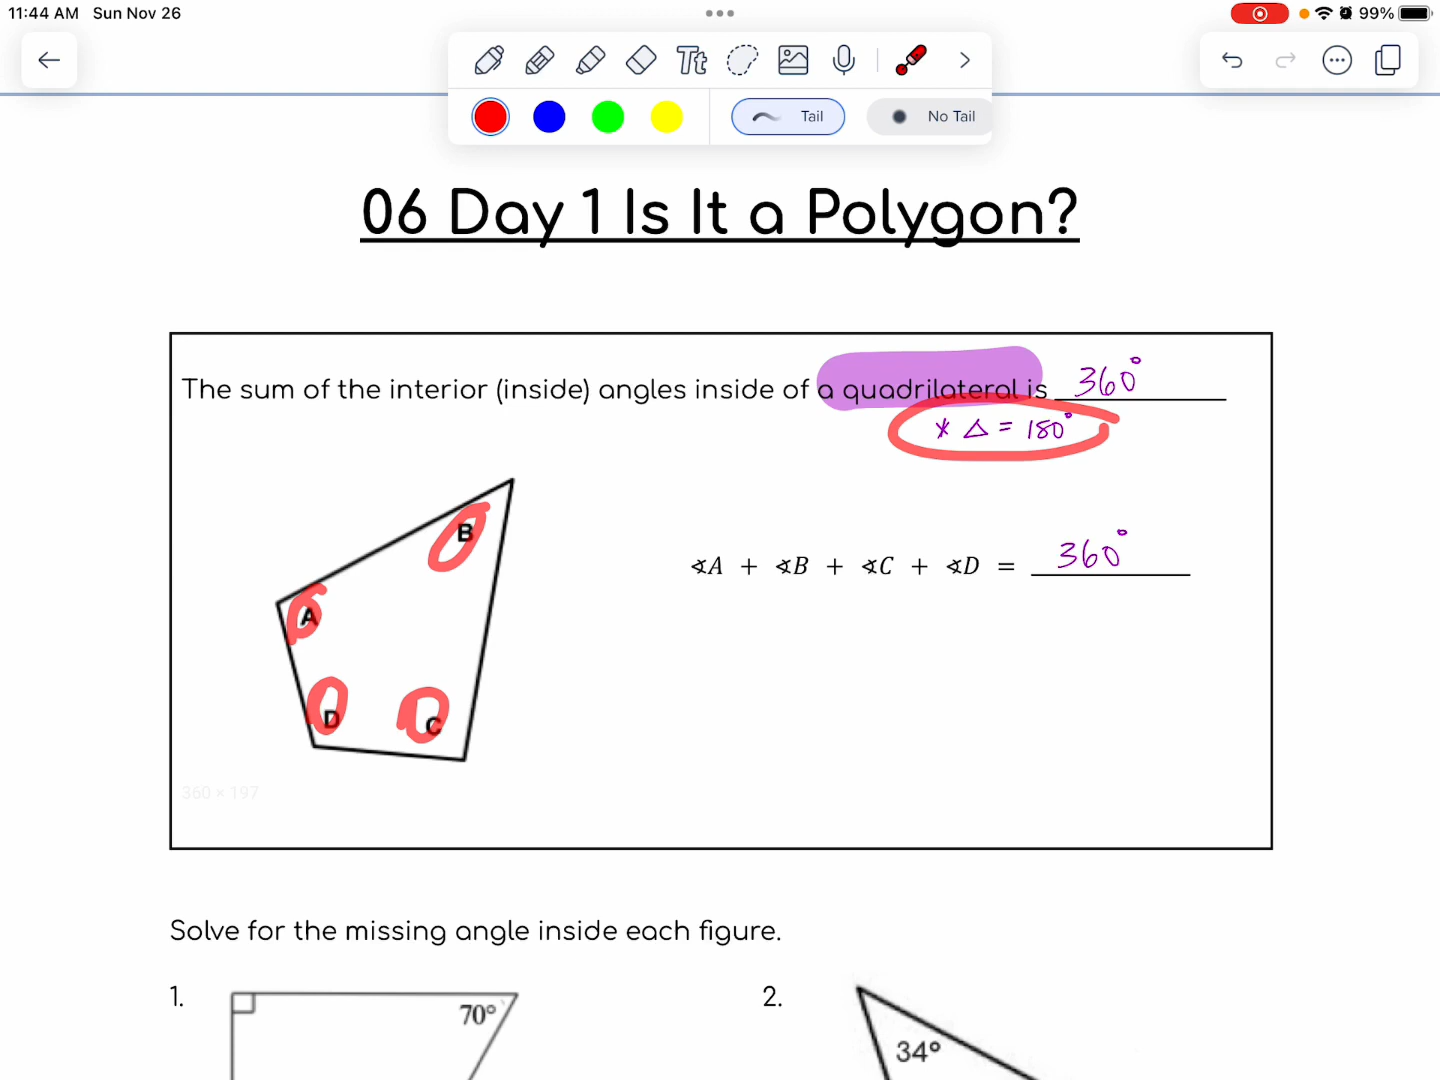 11:44 AM Sun Nov 26
99%
Tt
Tail
No Tail
06 Day 1 Is It a Polygon?
The sum of the interior (inside) angles inside of a quadrilateral is 360°
* △ = 180°
B
A
D
C
∡A + ∡B + ∡C + ∡D = 360°
360 × 197
Solve for the missing angle inside each figure.
1.
70°
2.
34°